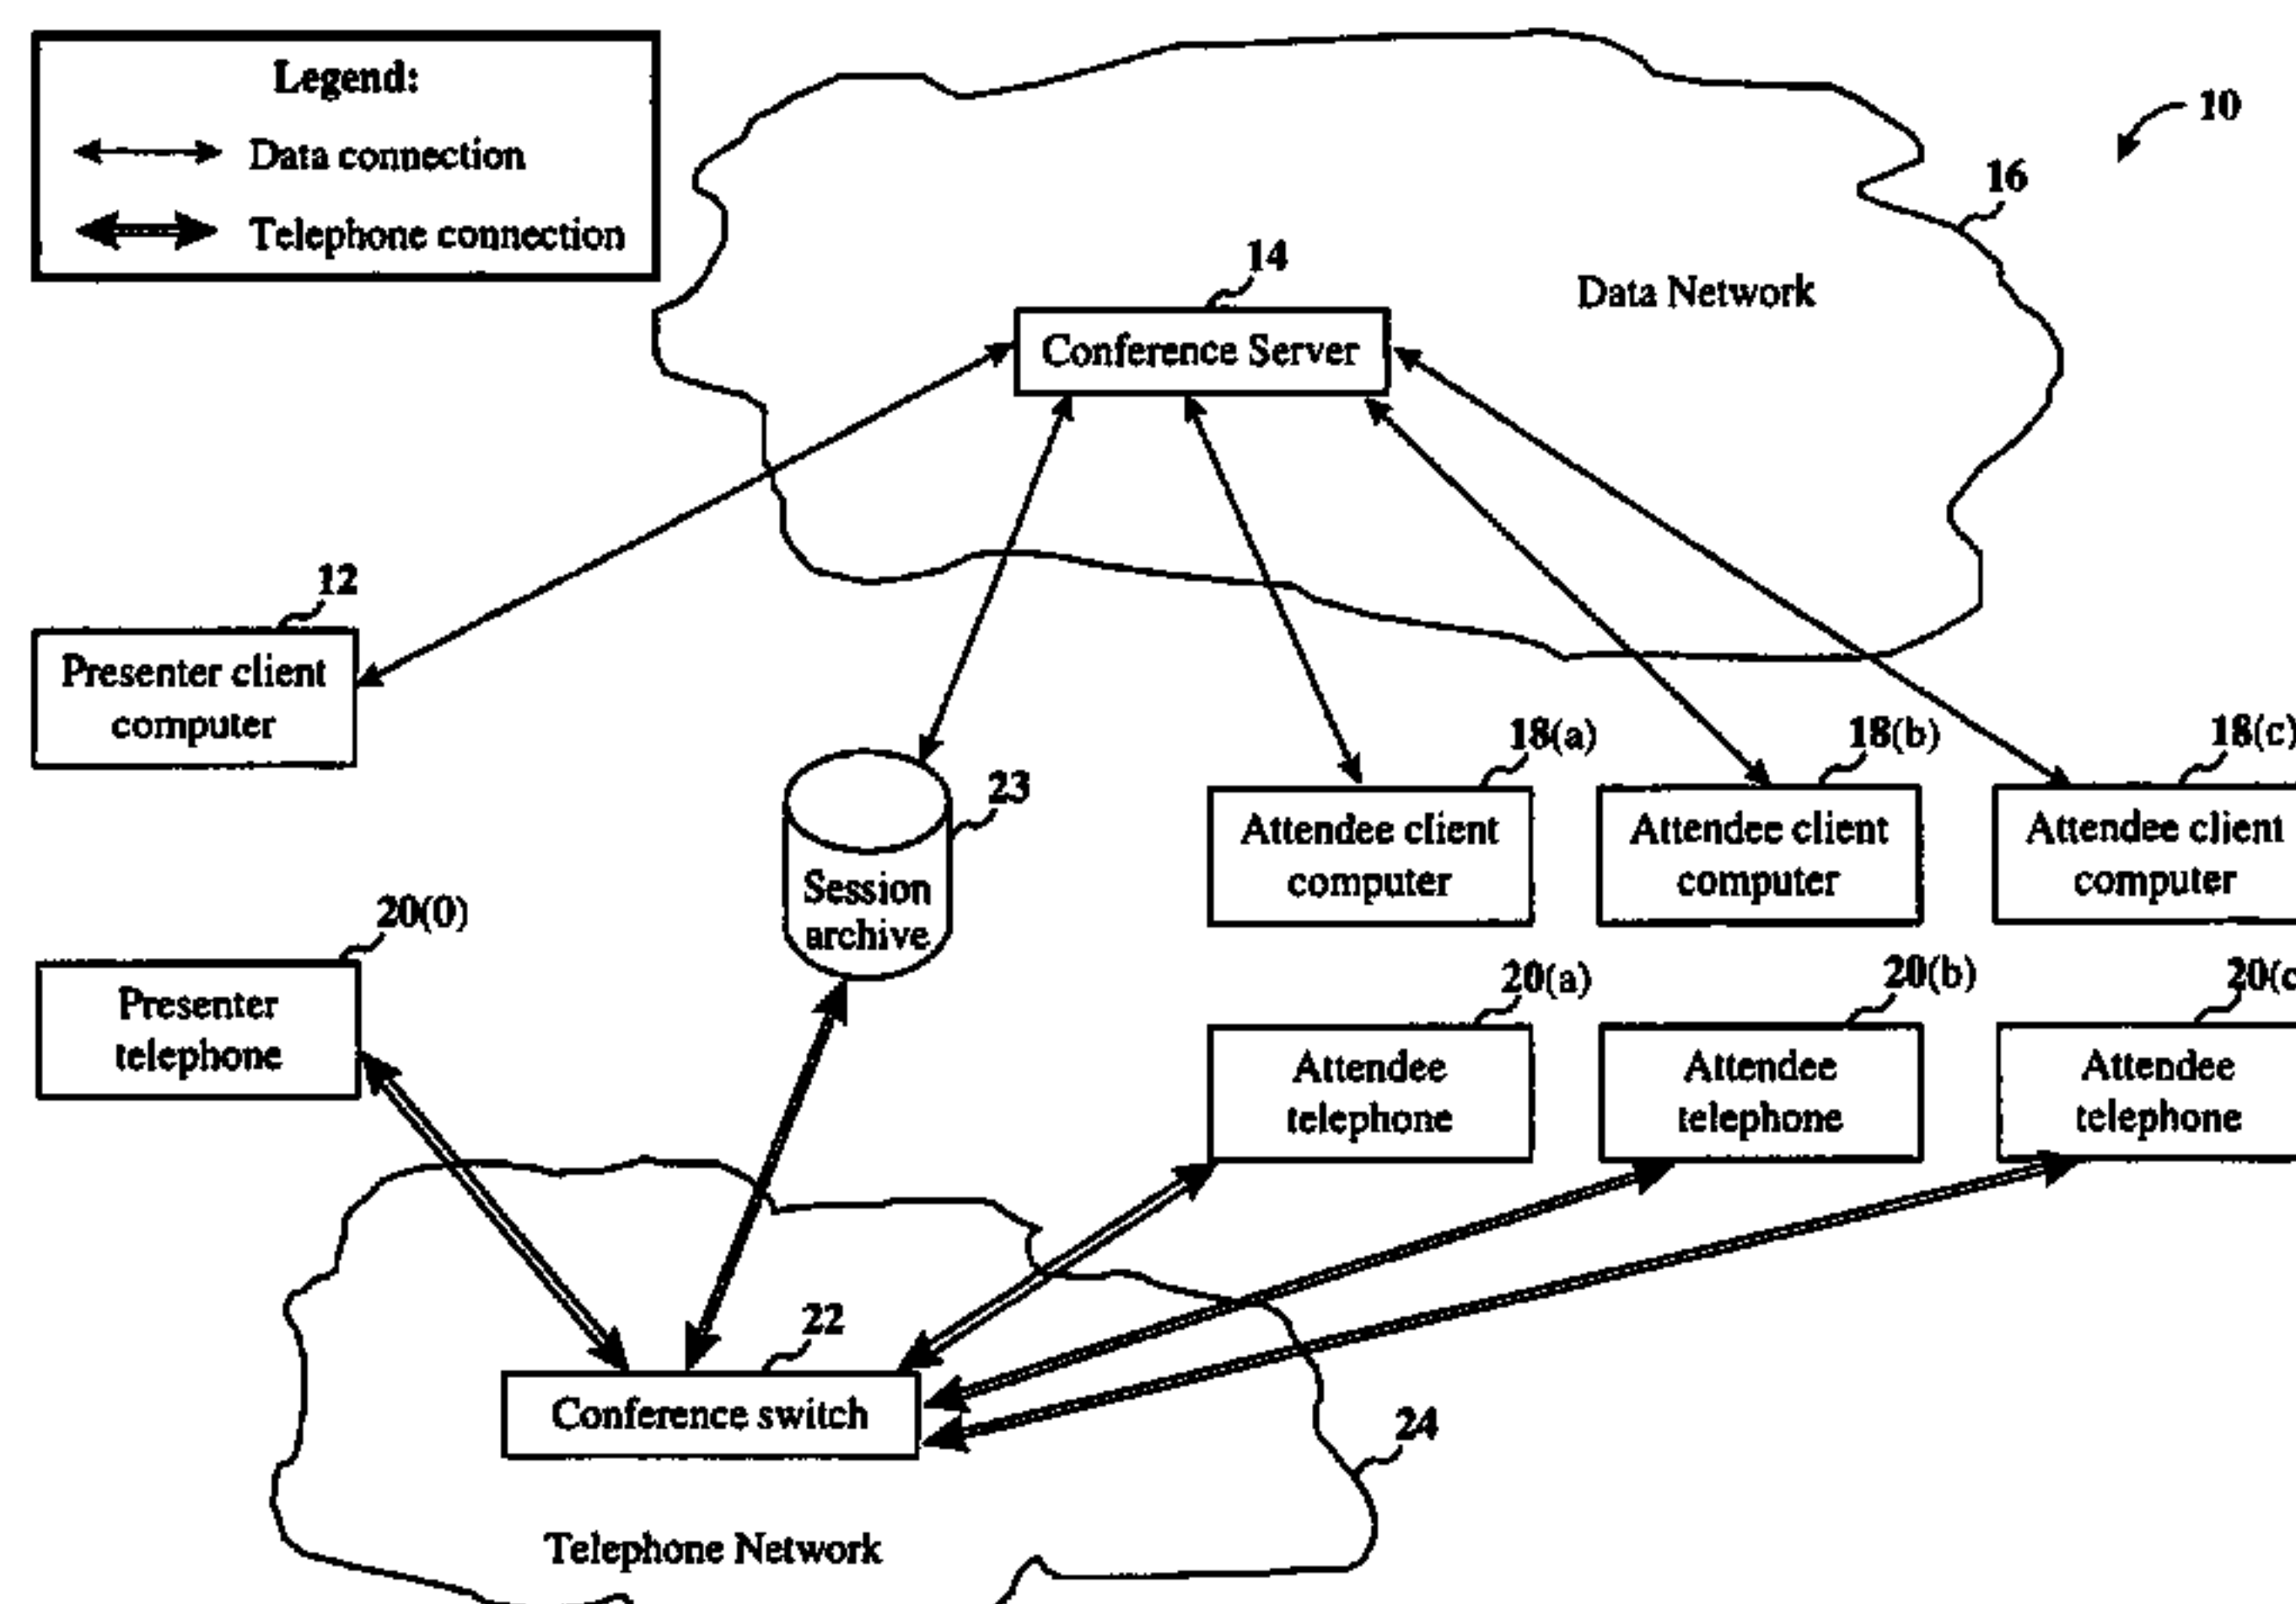 Legend:
Data connection
Telephone connection
10
16
14
Data Network
Conference Server
12
Presenter client
computer
18(a)
18(b)
18(c)
23
Attendee client
computer
Attendee client
computer
Attendee client
computer
Session
archive
20(0)
Presenter
telephone
20(a)
20(b)
20(c
Attendee
telephone
Attendee
telephone
Attendee
telephone
22
Conference switch
24
Telephone Network